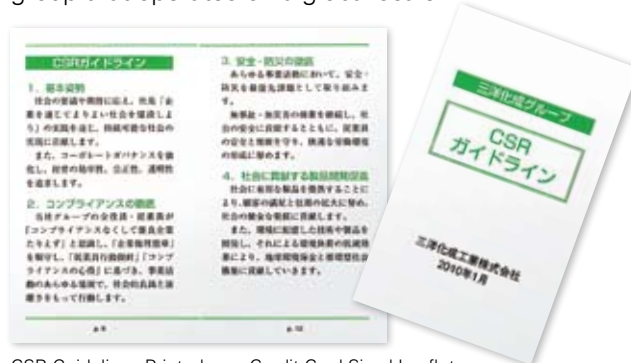 CSRガイドライン
1. 基本姿勢
社会の要請や期待に応え、社是「企
業を通じてよりよい社会を建設しよ
う」の実践を通じ、持続可能な社会の
実現に貢献します。
また、コーポレートガバナンスを強
化し、経営の効率性、公正性、透明性
を追求します。
2. コンプライアンスの徹底
当社グループの全役員・従業員が
「コンプライアンスなくして優良企業
たりえず」と認識し、「企業倫理憲章」
を順守し、「従業員行動指針」「コンプ
ライアンスの心得」に基づき、事業活
動のあらゆる場面で、社会的良識と
をもって行動します。
3. 安全・防災の徹底
あらゆる事業活動において、安全・
防災を最優先課題として取り組みま
す。
無事故・無災害の操業を継続し、社
会の安全に貢献するとともに、従業員
の安全と健康を守り、快適な労働環境
の形成に努めます。
4. 社会に貢献する製品開発促進
社会に有用な製品を提供することに
より、顧客の満足と信頼の拡大に努め、
社会の健全な発展に貢献します。
また、環境に配慮した技術や製品を
開発し、それによる環境負荷の低減効
果により、地球環境保全と循環型社会
構築に貢献していきます。
三洋化成グループ
CSR
ガイドライン
三洋化成工業株式会社
2010年1月
CSR Guidelines Printed on a Credit Card Sized Leaflet